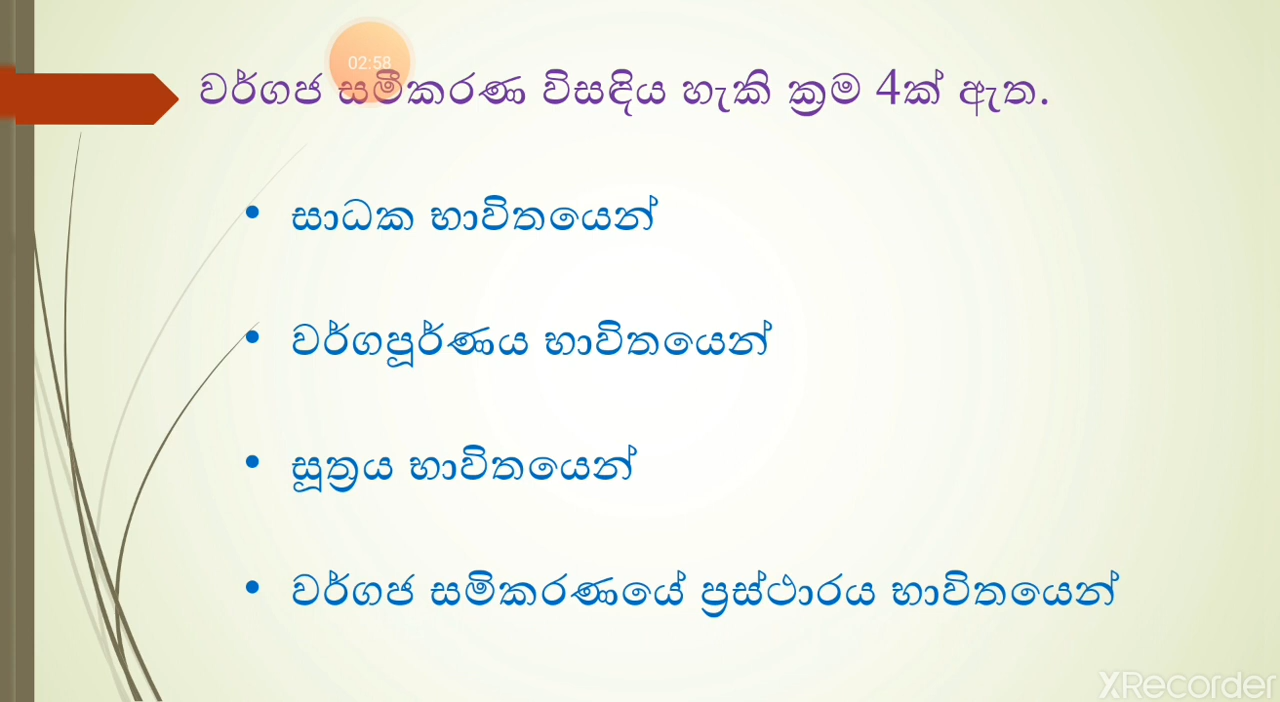 02:58
වර්ගජ සමීකරණ විසඳිය හැකි ක්‍රම 4ක් ඇත.
• සාධක භාවිතයෙන්
• වර්ගපූර්ණය භාවිතයෙන්
• සූත්‍රය භාවිතයෙන්
• වර්ගජ සමිකරණයේ ප්‍රස්ථාරය භාවිතයෙන්
XRecorder